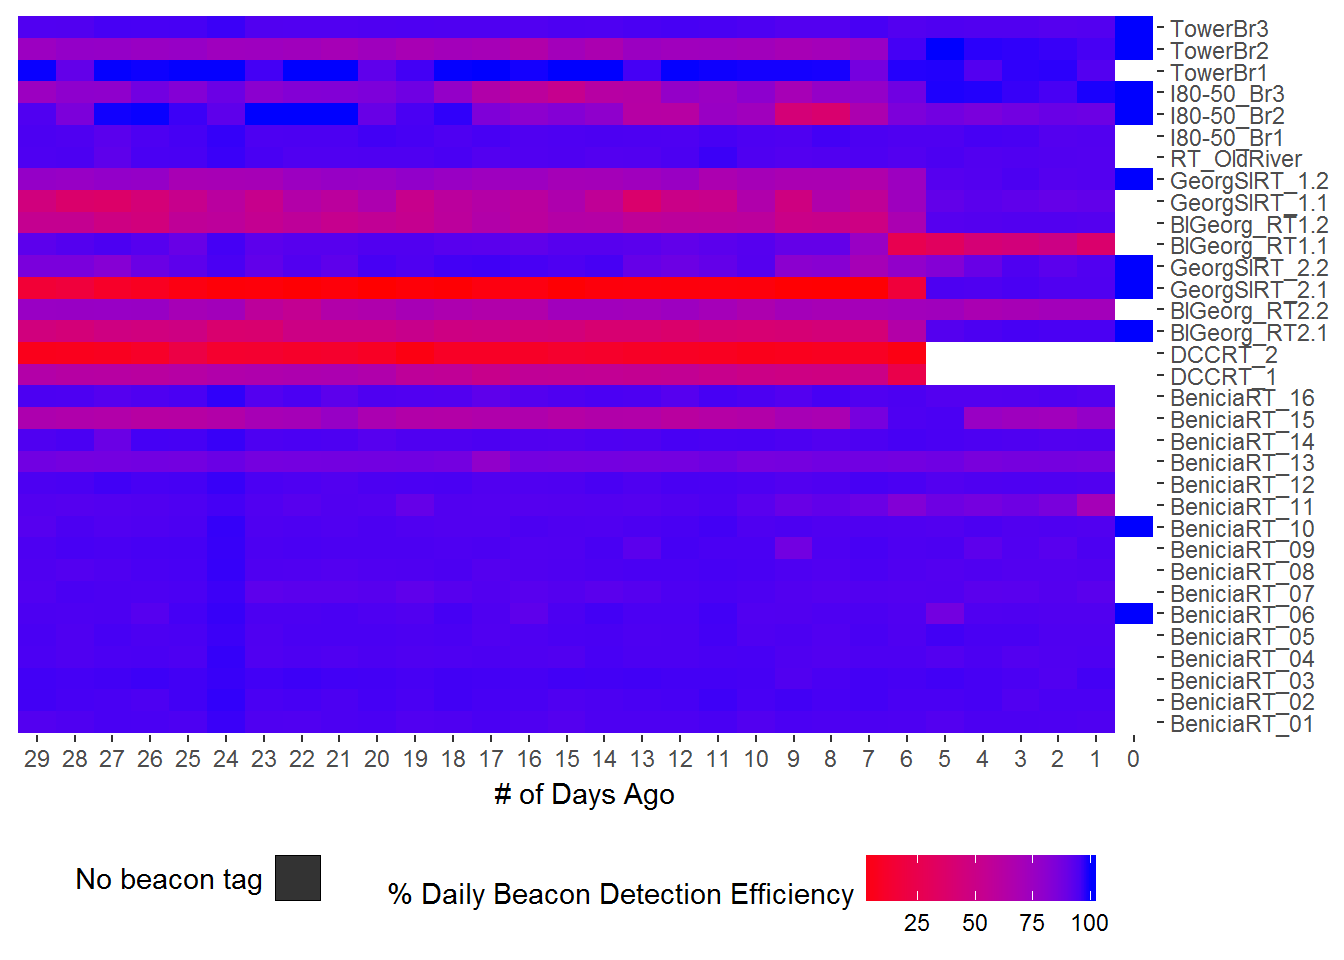 TowerBr3
TowerBr2
TowerBr1
I80-50_Br3
I80-50_Br2
I80-50_Br1
RT_OldRiver
GeorgSlRT_1.2
GeorgSlRT_1.1
BlGeorg_RT1.2
BlGeorg_RT1.1
GeorgSlRT_2.2
GeorgSlRT_2.1
BlGeorg_RT2.2
BlGeorg_RT2.1
DCCRT_2
DCCRT_1
BeniciaRT_16
BeniciaRT_15
BeniciaRT_14
BeniciaRT_13
BeniciaRT_12
BeniciaRT_11
BeniciaRT_10
BeniciaRT_09
BeniciaRT_08
BeniciaRT_07
BeniciaRT_06
BeniciaRT_05
BeniciaRT_04
BeniciaRT_03
BeniciaRT_02
BeniciaRT_01
29 28 27 26 25 24 23 22 21 20 19 18 17 16 15 14 13 12 11 10 9 8 7 6 5 4 3 2 1 0
# of Days Ago
No beacon tag
% Daily Beacon Detection Efficiency
25 50 75 100